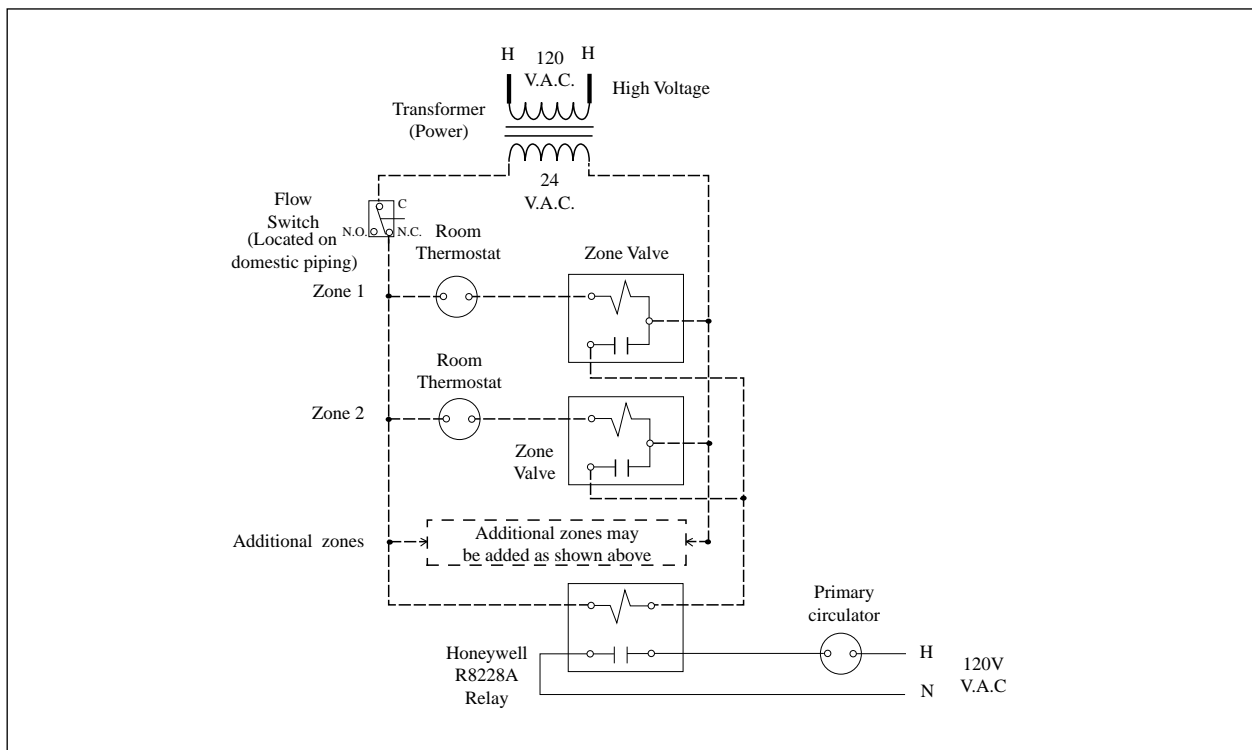 H 120 H
V.A.C.
High Voltage
Transformer
(Power)
24
V.A.C.
Flow
Switch
(Located on
domestic piping)
C
N.O.
N.C.
Room
Thermostat
Zone Valve
Zone 1
Room
Thermostat
Zone 2
Zone
Valve
Additional zones
Additional zones may
be added as shown above
Primary
circulator
Honeywell
R8228A
Relay
H
N
120V
V.A.C